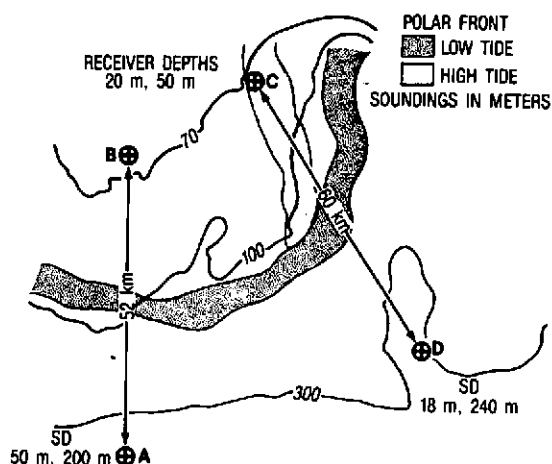 POLAR FRONT
LOW TIDE
HIGH TIDE
SOUNDINGS IN METERS
RECEIVER DEPTHS
20 m, 50 m
C
B
70
60 km
100
52 km
D
300
SD
18 m, 240 m
SD
50 m, 200 m
A